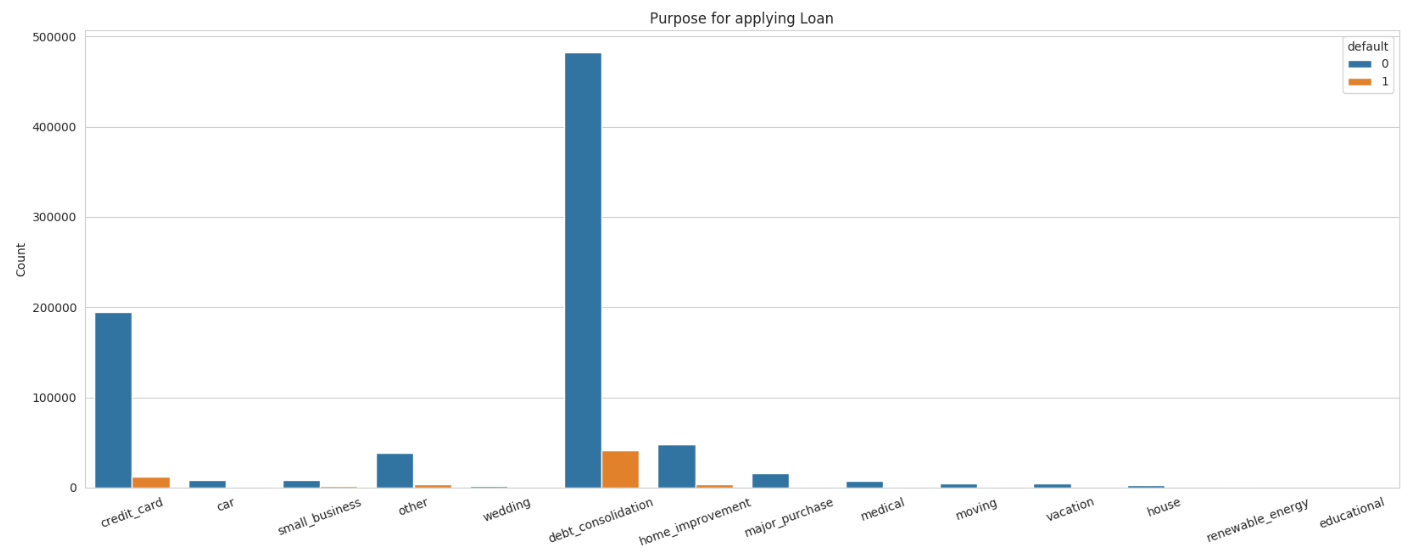 Purpose for applying Loan
default
0
1
500000
400000
300000
200000
100000
0
Count
credit_card
car
small_business
other
wedding
debt_consolidation
home_improvement
major_purchase
medical
moving
vacation
house
renewable_energy
educational